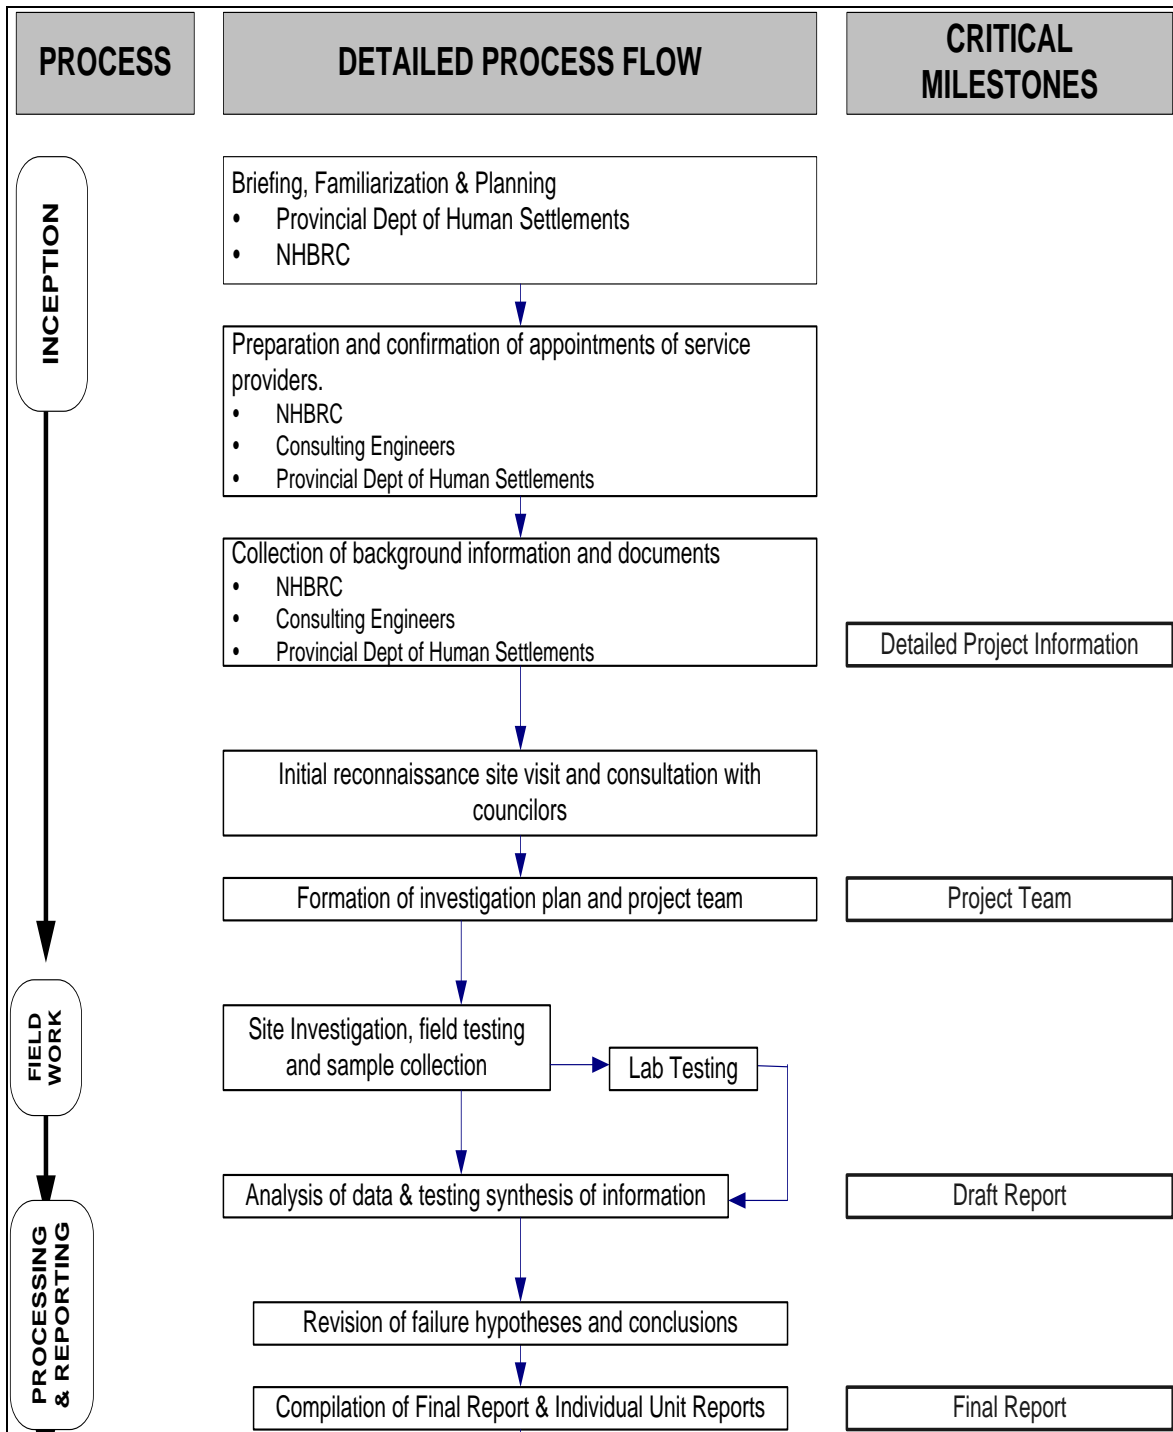 PROCESS
DETAILED PROCESS FLOW
CRITICAL
MILESTONES
INCEPTION
Briefing, Familiarization & Planning
• Provincial Dept of Human Settlements
• NHBRC
Preparation and confirmation of appointments of service
providers.
• NHBRC
• Consulting Engineers
• Provincial Dept of Human Settlements
Collection of background information and documents
• NHBRC
• Consulting Engineers
• Provincial Dept of Human Settlements
Detailed Project Information
Initial reconnaissance site visit and consultation with
councilors
Formation of investigation plan and project team
Project Team
FIELD
WORK
Site Investigation, field testing
and sample collection
Lab Testing
Analysis of data & testing synthesis of information
Draft Report
PROCESSING
& REPORTING
Revision of failure hypotheses and conclusions
Compilation of Final Report & Individual Unit Reports
Final Report